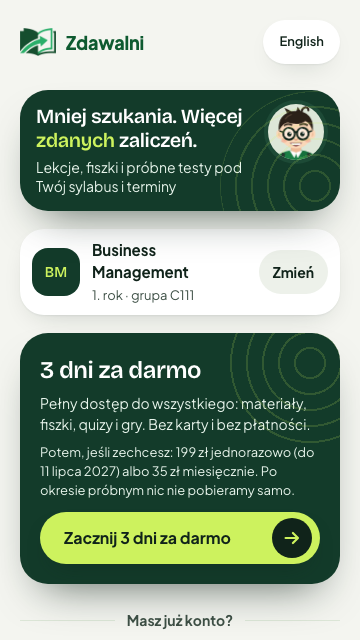 Zdawalni
English
Mniej szukania. Więcej
zdanych zaliczeń.
Lekcje, fiszki i próbne testy pod
Twój sylabus i terminy
BM
Business
Management
1. rok · grupa C111
Zmień
3 dni za darmo
Pełny dostęp do wszystkiego: materiały,
fiszki, quizy i gry. Bez karty i bez płatności.
Potem, jeśli zechcesz: 199 zł jednorazowo (do
11 lipca 2027) albo 35 zł miesięcznie. Po
okresie próbnym nic nie pobieramy samo.
Zacznij 3 dni za darmo
Masz już konto?